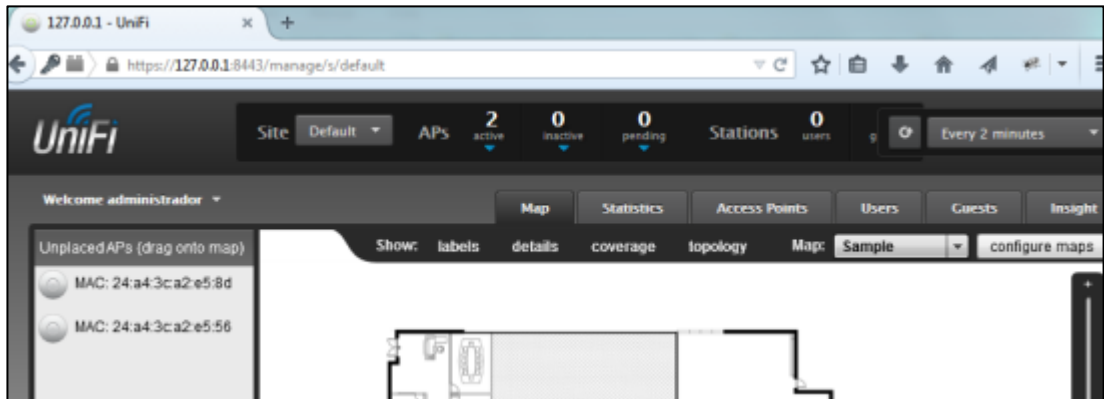 127.0.0.1 - UniFi
https://127.0.0.1:8443/manage/s/default
UniFi
Site Default APs 2 active 0 inactive 0 pending Stations 0 users g Every 2 minutes
Welcome administrador
Map Statistics Access Points Users Guests Insight
Unplaced APs (drag onto map)
Show: labels details coverage topology Map: Sample configure maps
MAC: 24:a4:3c:a2:e5:8d
MAC: 24:a4:3c:a2:e5:56